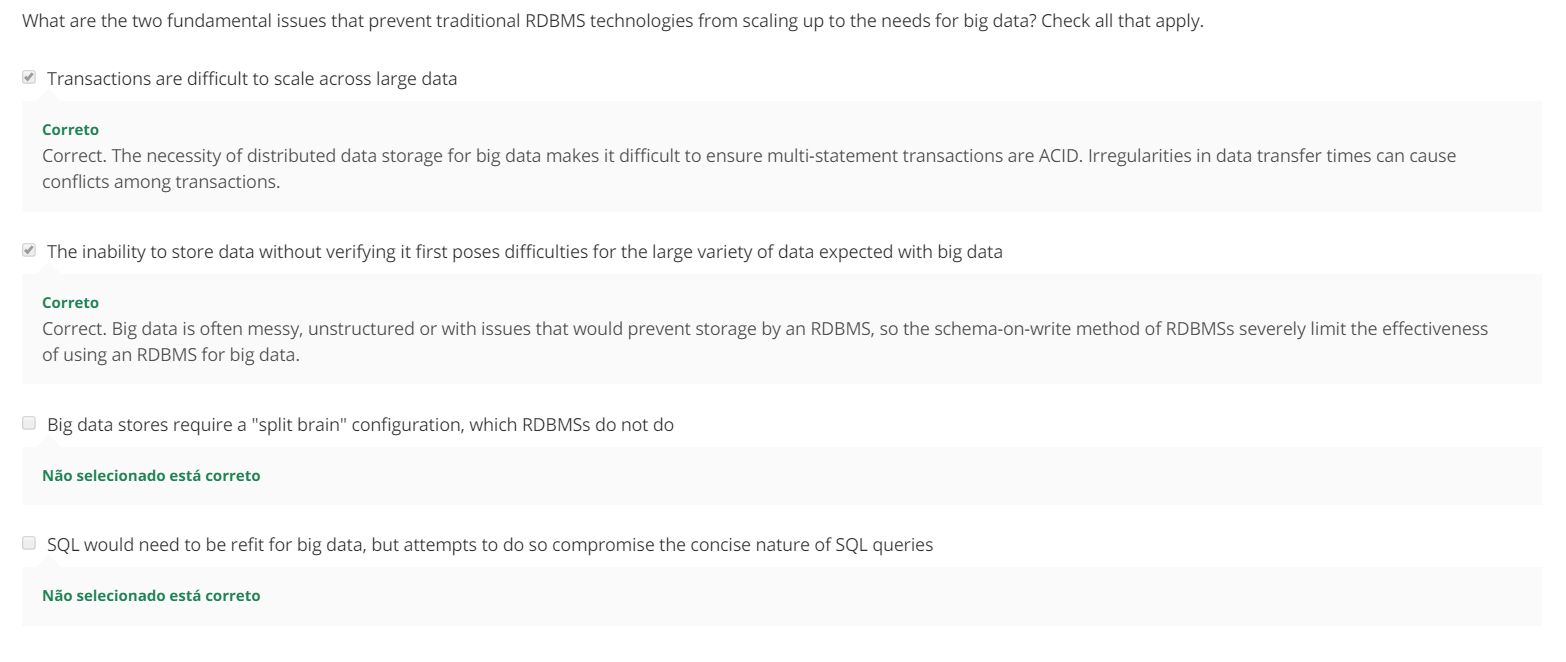 What are the two fundamental issues that prevent traditional RDBMS technologies from scaling up to the needs for big data? Check all that apply.
Transactions are difficult to scale across large data
Correto
Correct. The necessity of distributed data storage for big data makes it difficult to ensure multi-statement transactions are ACID. Irregularities in data transfer times can cause
conflicts among transactions.
The inability to store data without verifying it first poses difficulties for the large variety of data expected with big data
Correto
Correct. Big data is often messy, unstructured or with issues that would prevent storage by an RDBMS, so the schema-on-write method of RDBMSs severely limit the effectiveness
of using an RDBMS for big data.
Big data stores require a "split brain" configuration, which RDBMSs do not do
Não selecionado está correto
SQL would need to be refit for big data, but attempts to do so compromise the concise nature of SQL queries
Não selecionado está correto